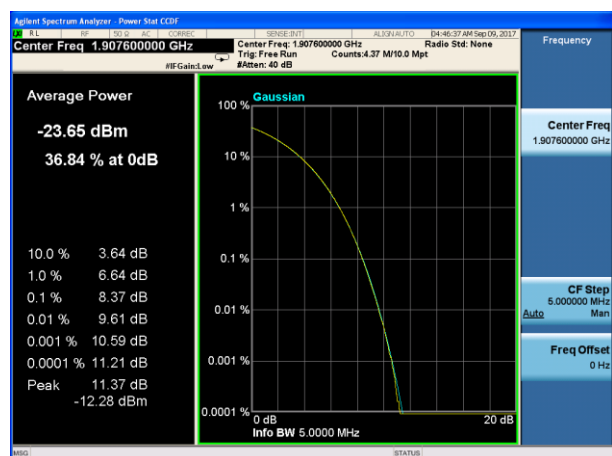 Agilent Spectrum Analyzer - Power Stat CCDF
RL RF 50 Ω AC CORREC SENSE:INT ALIGNAUTO 04:46:37 AM Sep 09, 2017
Center Freq 1.907600000 GHz
Center Freq: 1.907600000 GHz Radio Std: None
Trig: Free Run Counts:4.37 M/10.0 Mpt
#IFGain:Low #Atten: 40 dB
Frequency
Average Power
-23.65 dBm
36.84 % at 0dB
10.0 % 3.64 dB
1.0 % 6.64 dB
0.1 % 8.37 dB
0.01 % 9.61 dB
0.001 % 10.59 dB
0.0001 % 11.21 dB
Peak 11.37 dB
-12.28 dBm
Gaussian
100 %
10 %
1 %
0.1 %
0.01 %
0.001 %
0.0001 %
0 dB 20 dB
Info BW 5.0000 MHz
Center Freq
1.907600000 GHz
CF Step
5.000000 MHz
Auto Man
Freq Offset
0 Hz
MSG STATUS